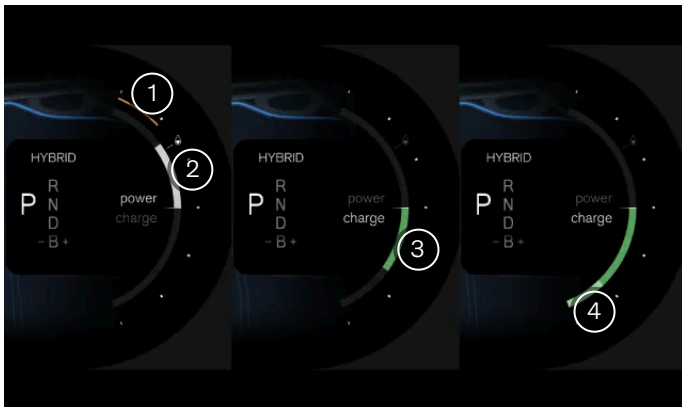 1
2
HYBRID
P
R
N
D
- B +
power
charge
HYBRID
P
R
N
D
- B +
power
charge
3
HYBRID
P
R
N
D
- B +
power
charge
4